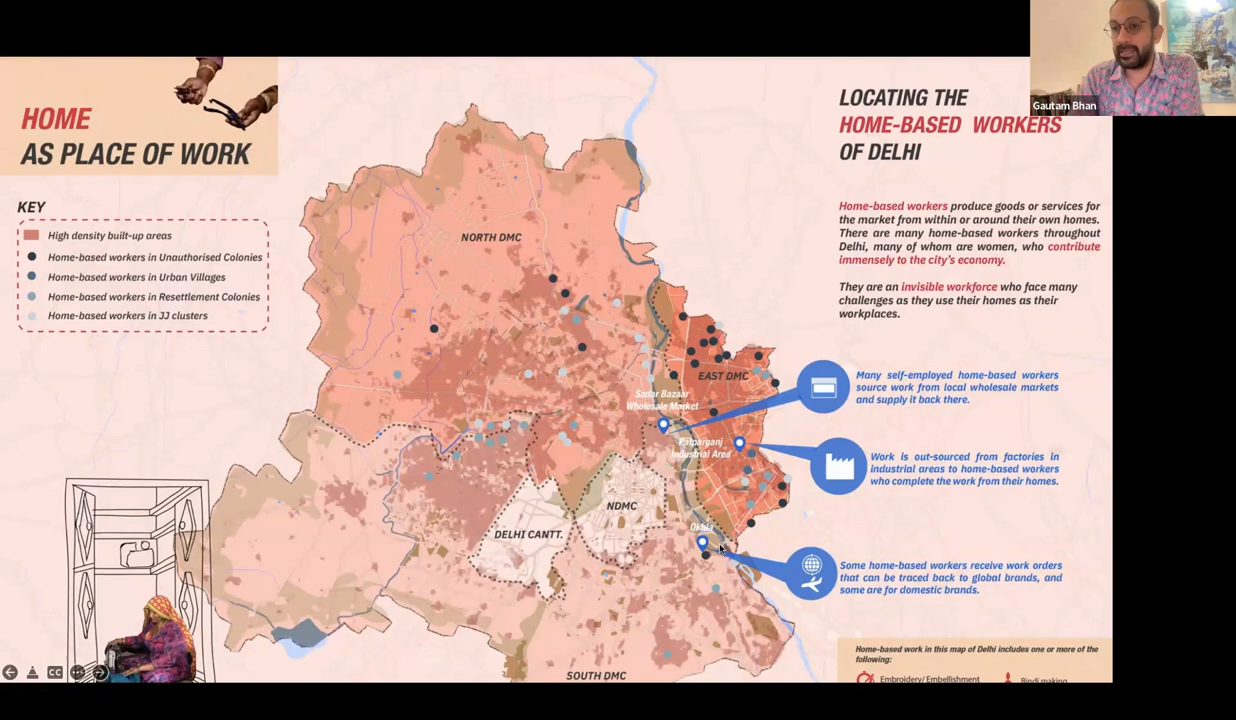 HOME
AS PLACE OF WORK
KEY
High density built-up areas
Home-based workers in Unauthorised Colonies
Home-based workers in Urban Villages
Home-based workers in Resettlement Colonies
Home-based workers in JJ clusters
NORTH DMC
EAST DMC
Sadar Bazaar
Wholesale Market
Patparganj
Industrial Area
NDMC
DELHI CANTT.
Okhla
SOUTH DMC
Gautam Bhan
LOCATING THE
HOME-BASED WORKERS
OF DELHI
Home-based workers produce goods or services for
the market from within or around their own homes.
There are many home-based workers throughout
Delhi, many of whom are women, who contribute
immensely to the city's economy.
They are an invisible workforce who face many
challenges as they use their homes as their
workplaces.
Many self-employed home-based workers
source work from local wholesale markets
and supply it back there.
Work is out-sourced from factories in
industrial areas to home-based workers
who complete the work from their homes.
Some home-based workers receive work orders
that can be traced back to global brands, and
some are for domestic brands.
Home-based work in this map of Delhi includes one or more of the
following:
Embroidery/ Embellishment
Bindi making
CC